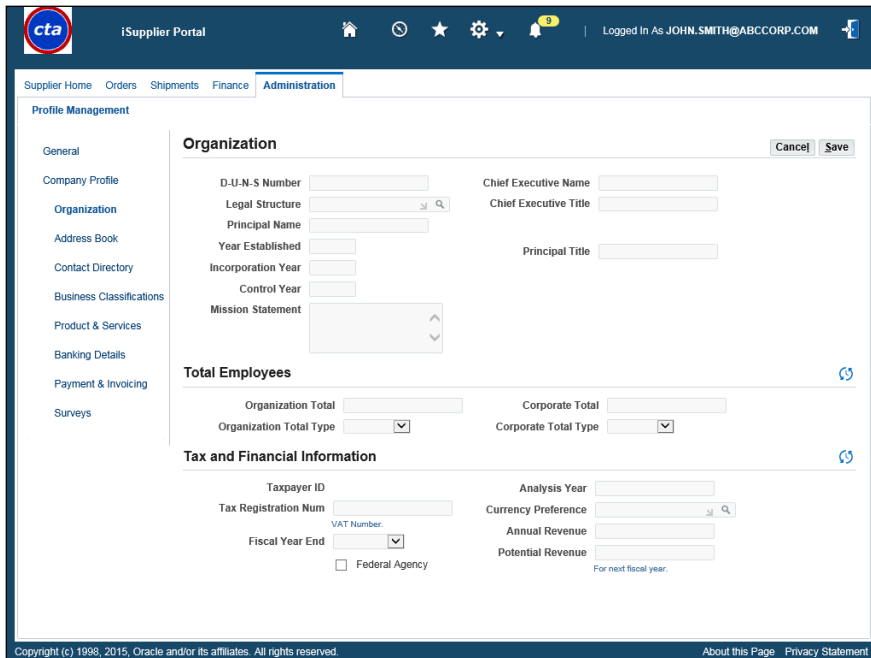 cta
iSupplier Portal
9
| Logged In As JOHN.SMITH@ABCCORP.COM
Supplier Home Orders Shipments Finance Administration
Profile Management
General
Company Profile
Organization
Address Book
Contact Directory
Business Classifications
Product & Services
Banking Details
Payment & Invoicing
Surveys
Organization
Cancel Save
D-U-N-S Number
Chief Executive Name
Legal Structure
Chief Executive Title
Principal Name
Year Established
Principal Title
Incorporation Year
Control Year
Mission Statement
Total Employees
Organization Total
Corporate Total
Organization Total Type
Corporate Total Type
Tax and Financial Information
Taxpayer ID
Analysis Year
Tax Registration Num
Currency Preference
VAT Number.
Annual Revenue
Fiscal Year End
Potential Revenue
Federal Agency
For next fiscal year.
Copyright (c) 1998, 2015, Oracle and/or its affiliates. All rights reserved.
About this Page Privacy Statement